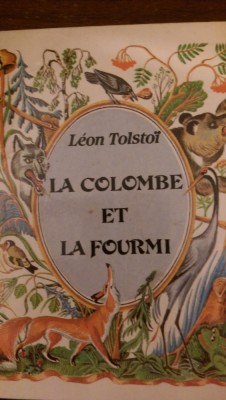 Léon Tolstoï
LA COLOMBE
ET
LA FOURMI